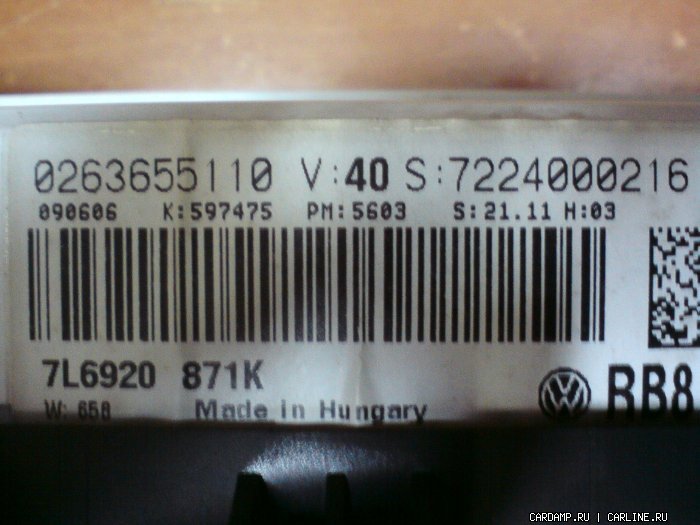 0263655110 V:40 S:7224000216
090606 K:597475 PM:5603 S:21.11 H:03
7L6920 871K
W: 658 Made in Hungary RB8
CARDAMP.RU | CARLINE.RU